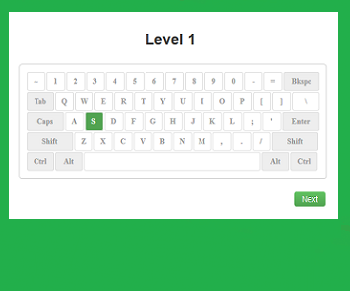 Level 1
~ 1 2 3 4 5 6 7 8 9 0 - = Bkspc
Tab Q W E R T Y U I O P [ ] \
Caps A S D F G H J K L ; ' Enter
Shift Z X C V B N M , . / Shift
Ctrl Alt Alt Ctrl
Next